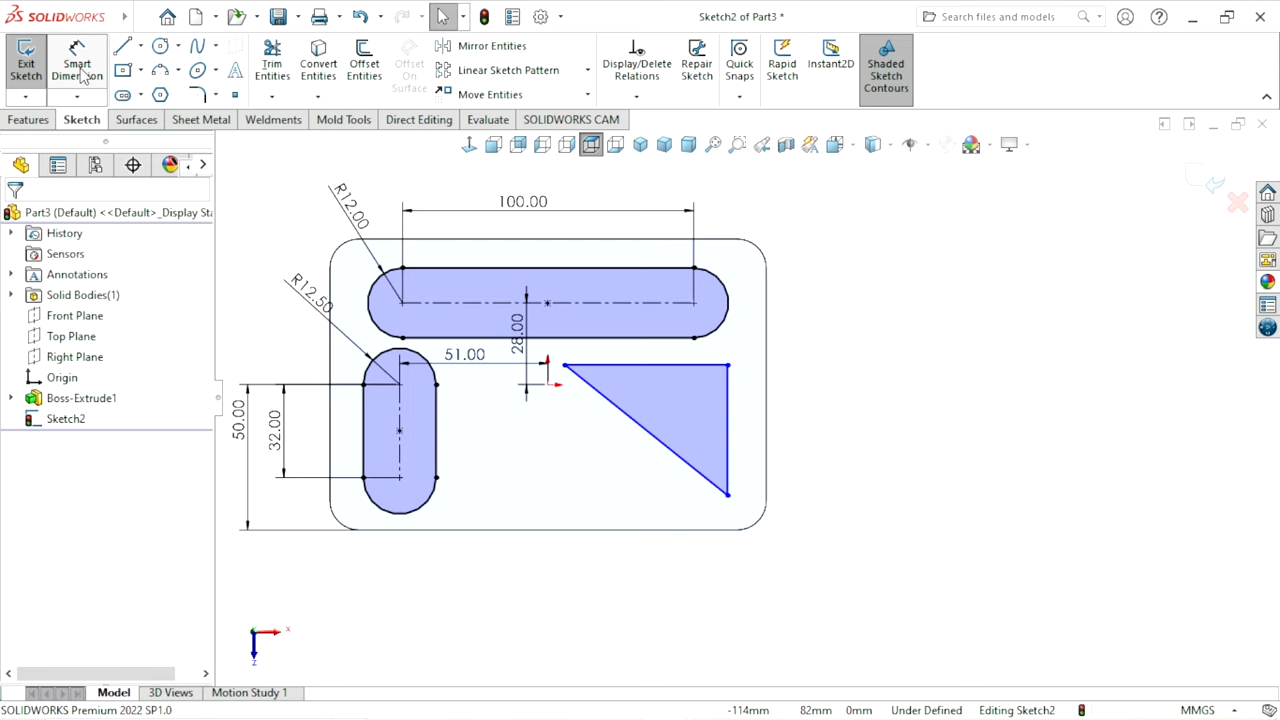 SOLIDWORKS
Sketch2 of Part3 *
Search files and models
Exit
Sketch
Smart
Dimension
Trim
Entities
Convert
Entities
Offset
Entities
Offset
On
Surface
Mirror Entities
Linear Sketch Pattern
Move Entities
Display/Delete
Relations
Repair
Sketch
Quick
Snaps
Rapid
Sketch
Instant2D
Shaded
Sketch
Contours
Features
Sketch
Surfaces
Sheet Metal
Weldments
Mold Tools
Direct Editing
Evaluate
SOLIDWORKS CAM
Part3 (Default) <<Default>_Display Sta
History
Sensors
Annotations
Solid Bodies(1)
Front Plane
Top Plane
Right Plane
Origin
Boss-Extrude1
Sketch2
R12.00
100.00
R12.50
28.00
51.00
50.00
32.00
x
z
Model
3D Views
Motion Study 1
SOLIDWORKS Premium 2022 SP1.0
-114mm
82mm
0mm
Under Defined
Editing Sketch2
MMGS